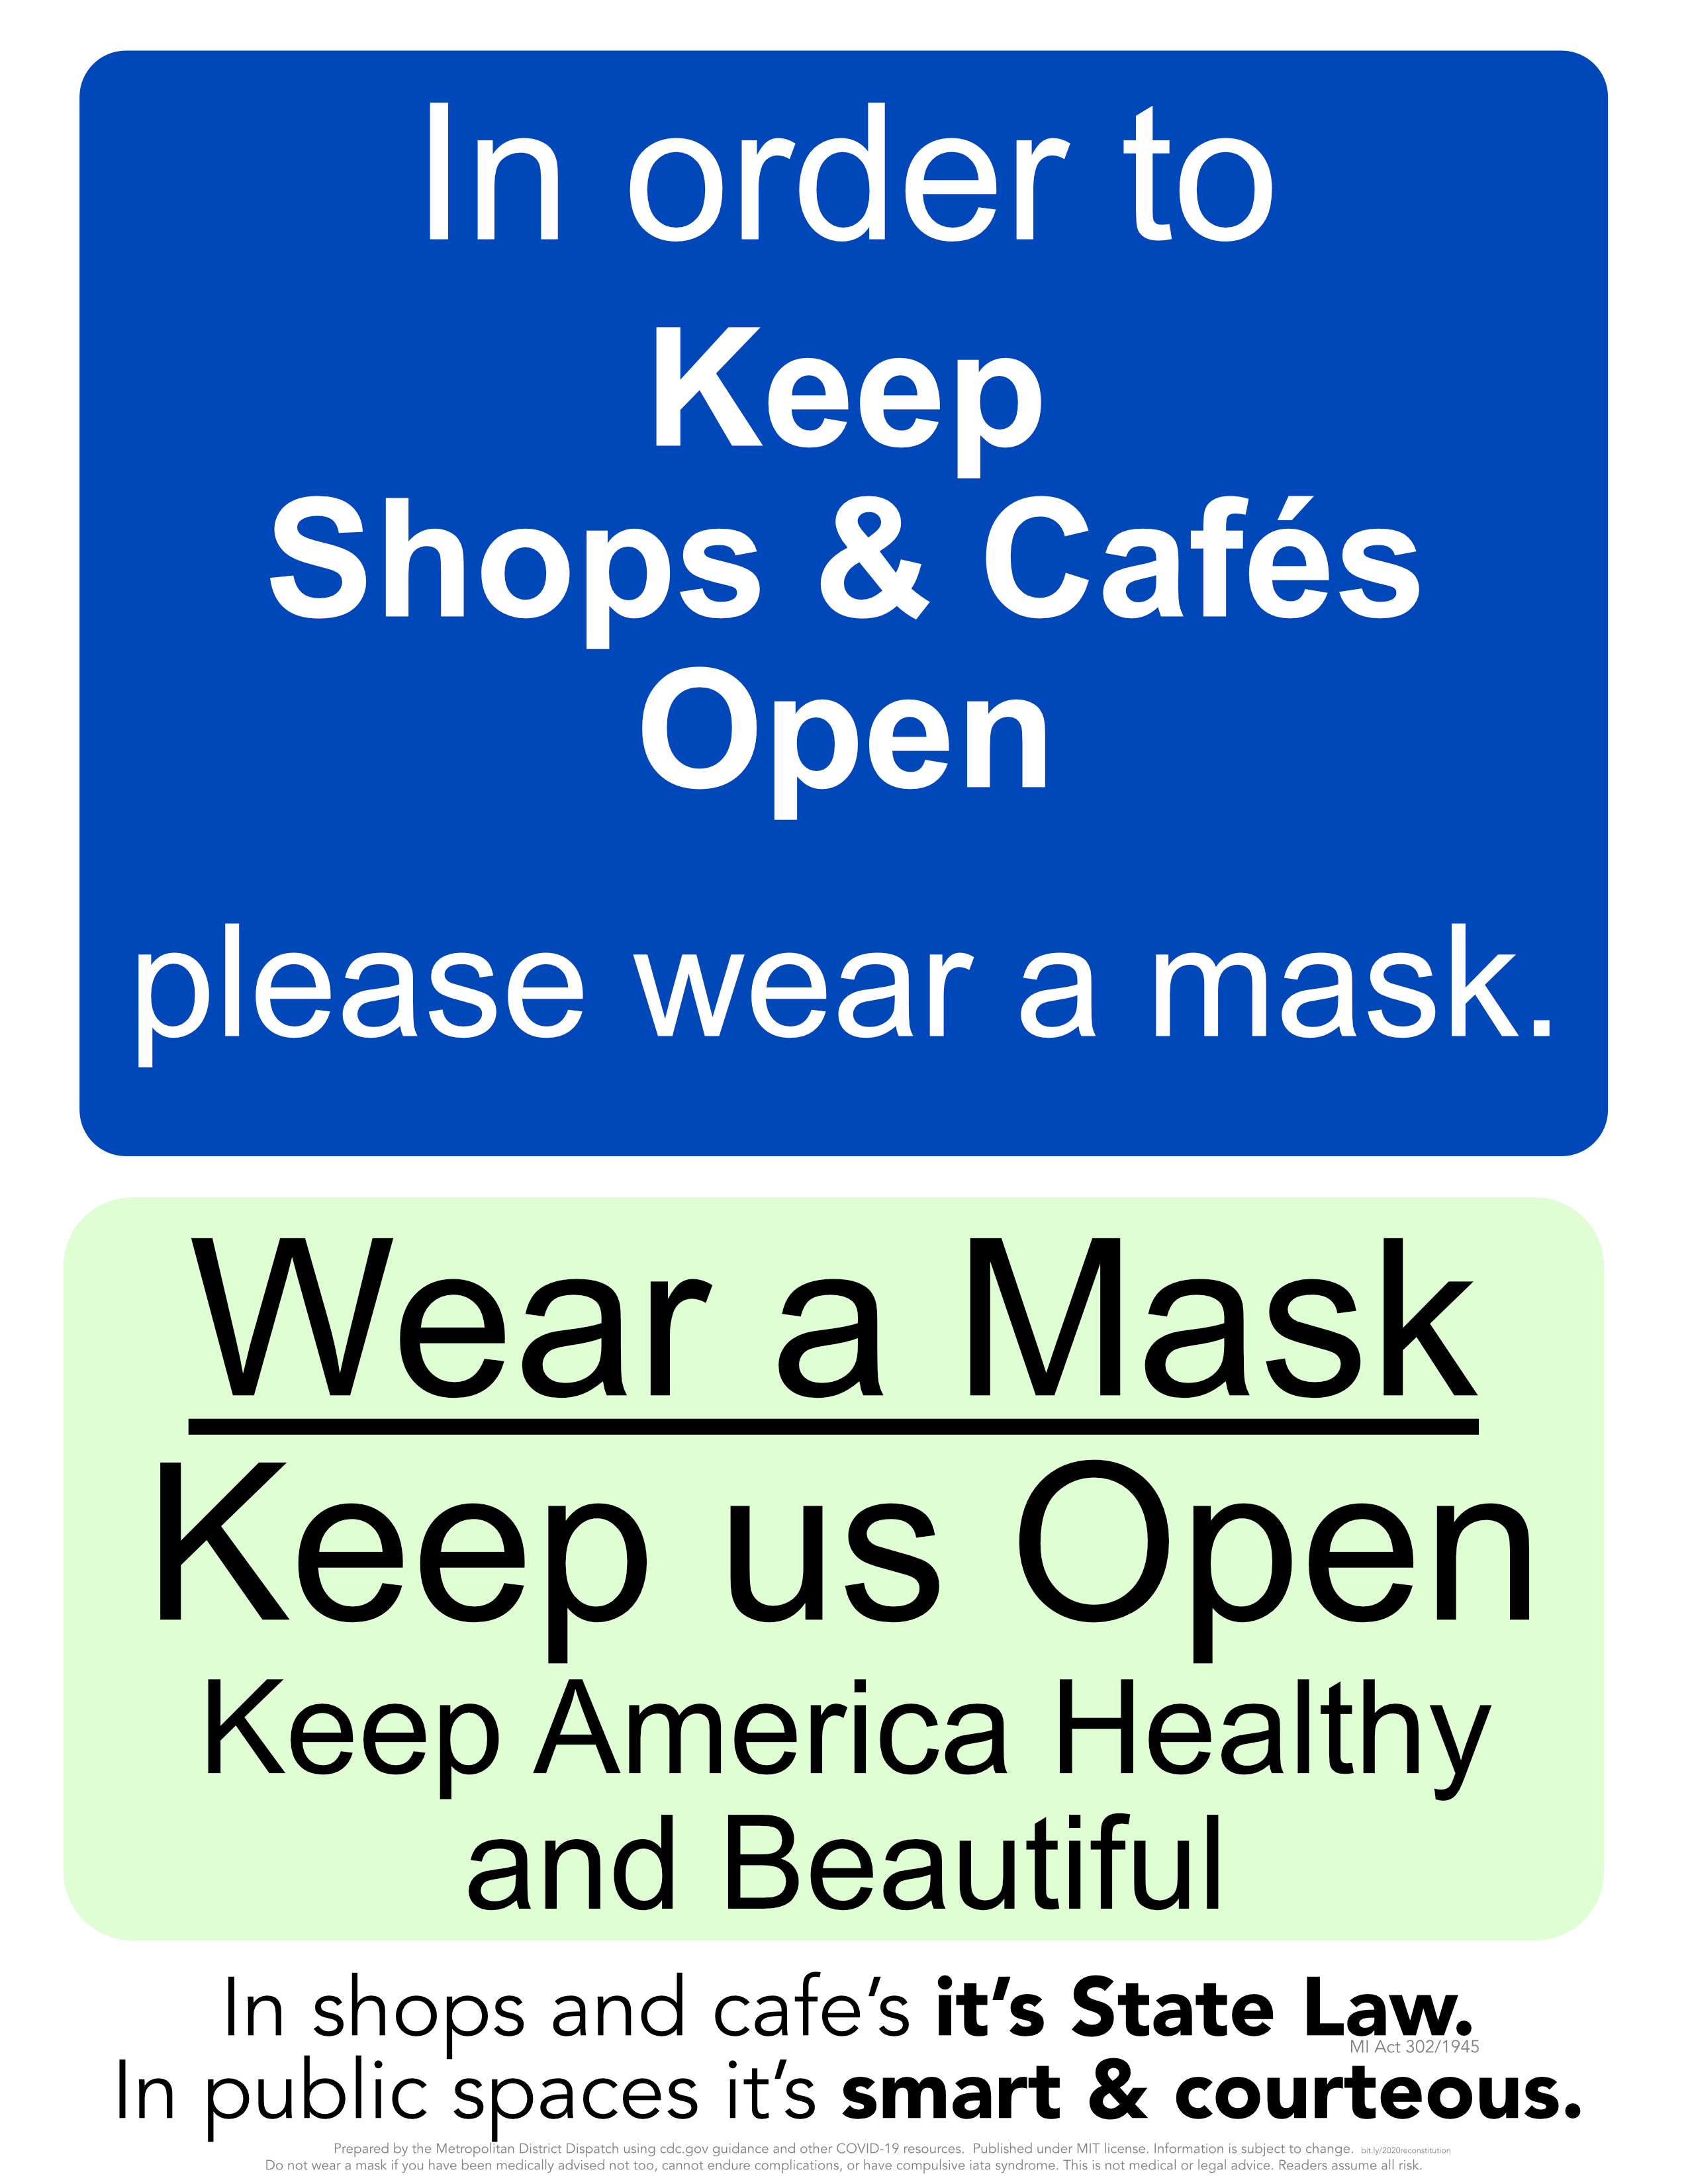 In order to
Keep
Shops & Cafés
Open
please wear a mask.
Wear a Mask
Keep us Open
Keep America Healthy
and Beautiful
In shops and cafe’s it’s State Law.
MI Act 302/1945
In public spaces it’s smart & courteous.
Prepared by the Metropolitan District Dispatch using cdc.gov guidance and other COVID-19 resources. Published under MIT license. Information is subject to change. bit.ly/2020reconstitution
Do not wear a mask if you have been medically advised not too, cannot endure complications, or have compulsive iata syndrome. This is not medical or legal advice. Readers assume all risk.